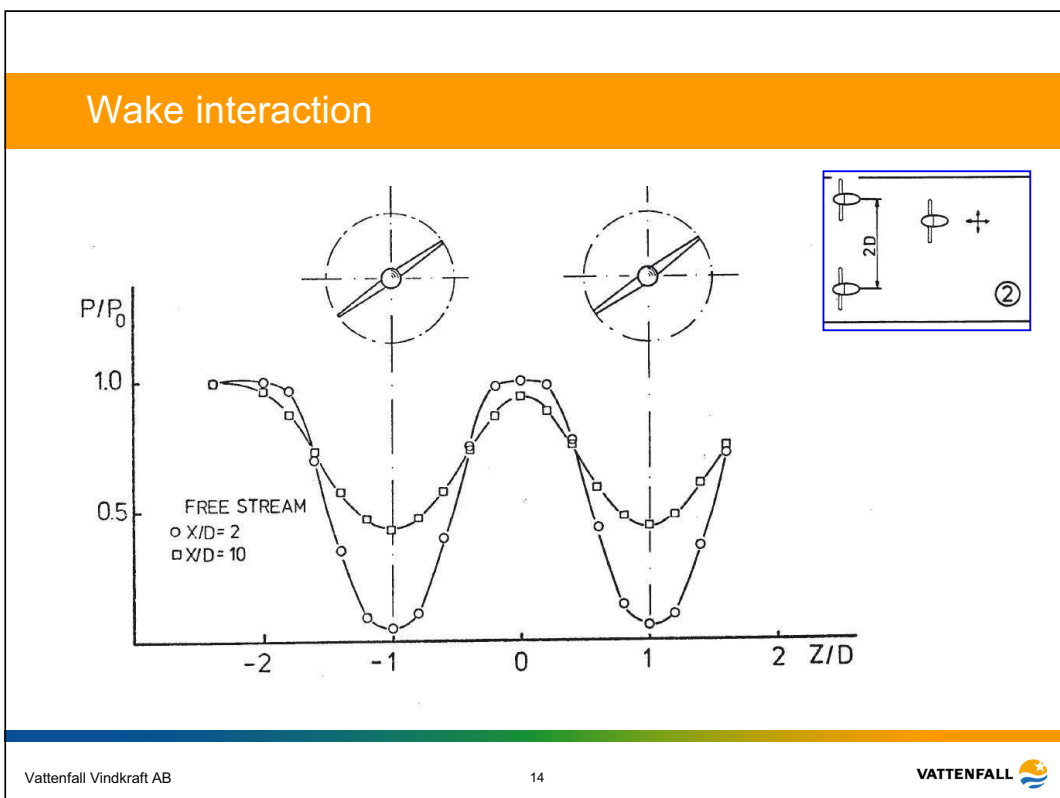 Wake interaction
P/P₀
1.0
0.5
FREE STREAM
○ X/D= 2
□ X/D= 10
-2
-1
0
1
2
Z/D
2D
②
Vattenfall Vindkraft AB
14
VATTENFALL